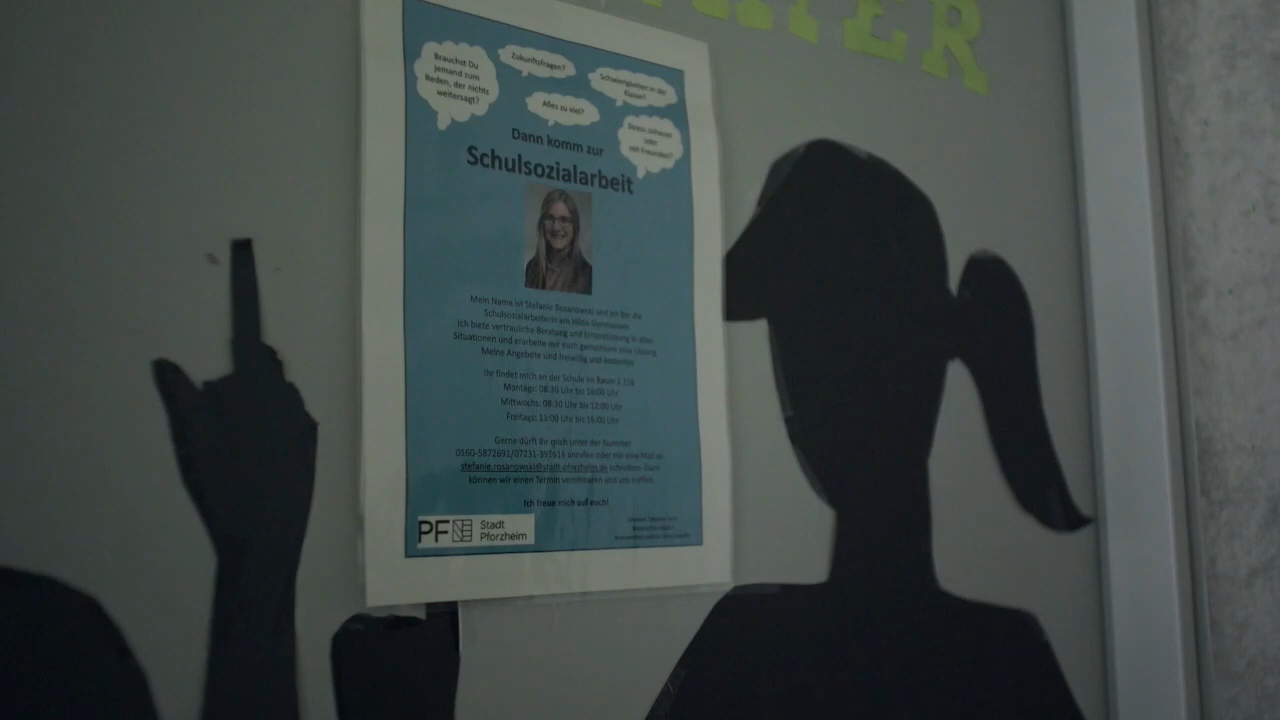 Brauchst Du
jemand zum
Reden, der nichts
weitersagt?
Zukunftsfragen?
Schwierigkeiten in der
Klasse?
Alles zu viel?
Stress zuhause
oder
mit Freunden?
Dann komm zur
Schulsozialarbeit
Mein Name ist Stefanie Rosanowski und ich bin die
Schulsozialarbeiterin am Hilda-Gymnasium.
Ich biete vertrauliche Beratung und Unterstützung in allen
Situationen und erarbeite mit euch gemeinsam eine Lösung.
Meine Angebote sind freiwillig und kostenlos.
Ihr findet mich an der Schule im Raum
Montags: 08:30 Uhr bis 16:00 Uhr
Mittwochs: 08:30 Uhr bis 12:00 Uhr
Freitags: 13:00 Uhr bis 16:00 Uhr
Gerne dürft ihr mich unter der Nummer
0160-5872691/07231-391616 anrufen oder mir eine Mail an
stefanie.rosanowski@stadt-pforzheim.de schreiben. Dann
können wir einen Termin vereinbaren und uns treffen.
Ich freue mich auf euch!
PF Stadt
Pforzheim